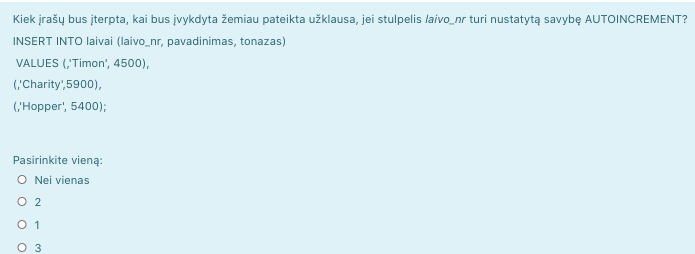 Kiek įrašų bus įterpta, kai bus įvykdyta žemiau pateikta užklausa, jei stulpelis laivo_nr turi nustatytą savybę AUTOINCREMENT?
INSERT INTO laivai (laivo_nr, pavadinimas, tonazas)
VALUES (,'Timon', 4500),
(,'Charity',5900),
(,'Hopper', 5400);
Pasirinkite vieną:
Nei vienas
2
1
3